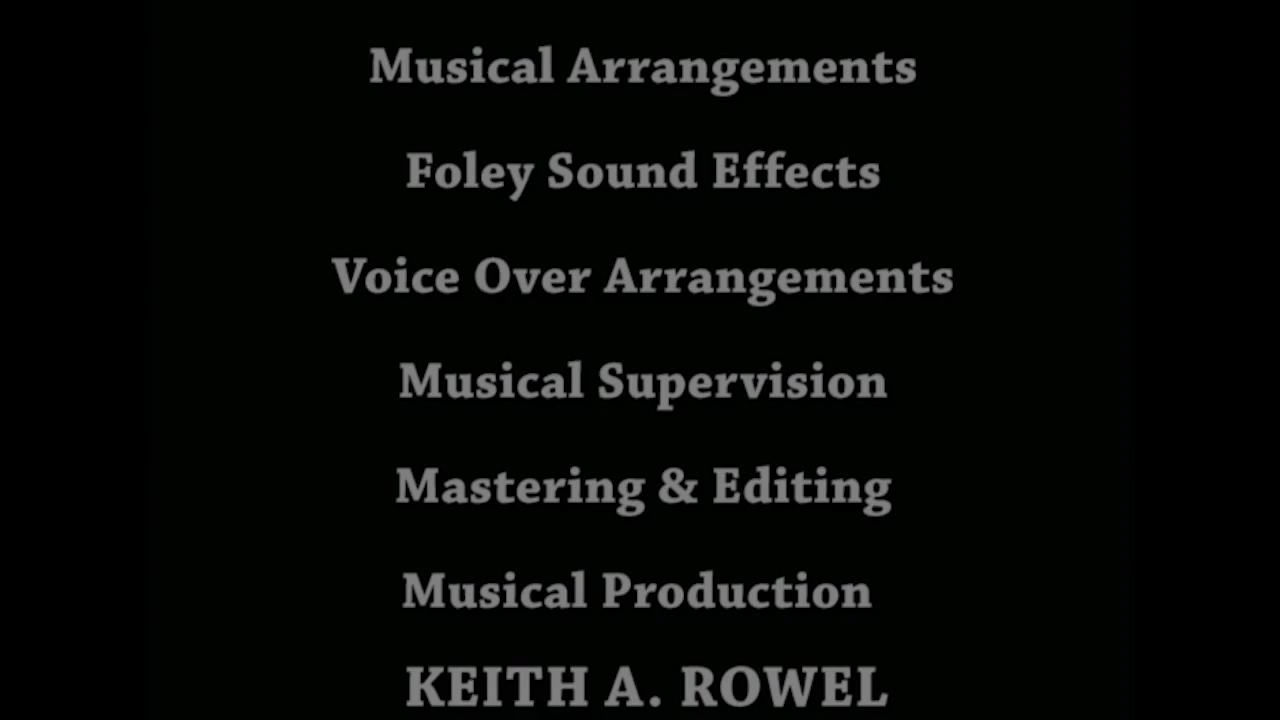 Musical Arrangements
Foley Sound Effects
Voice Over Arrangements
Musical Supervision
Mastering & Editing
Musical Production
KEITH A. ROWEL